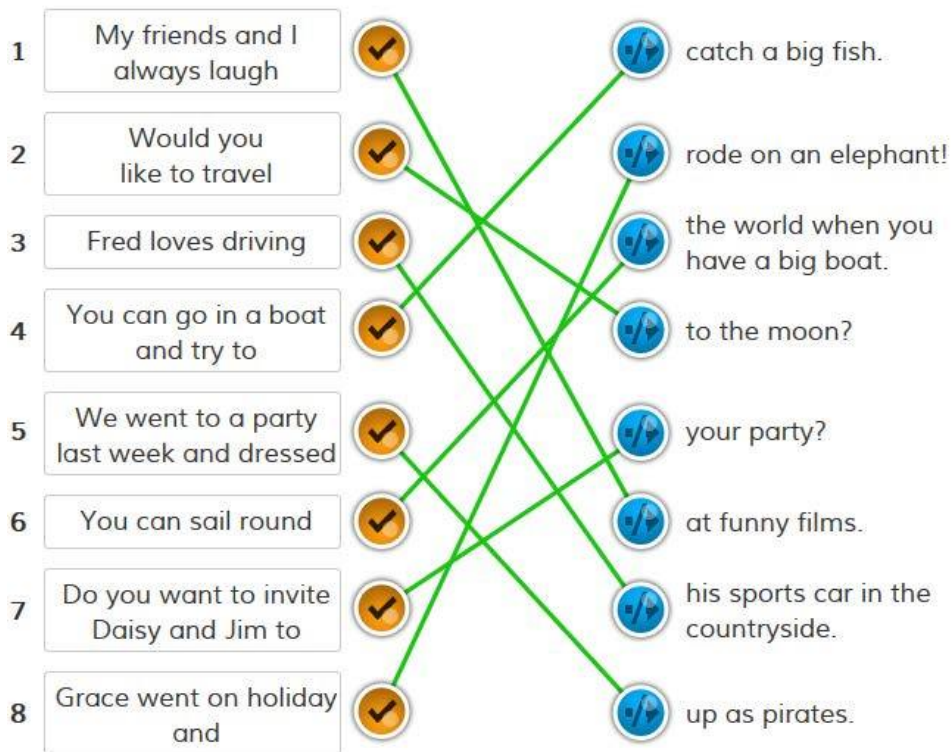 1
My friends and I
always laugh
catch a big fish.
2
Would you
like to travel
rode on an elephant!
3
Fred loves driving
the world when you
have a big boat.
4
You can go in a boat
and try to
to the moon?
5
We went to a party
last week and dressed
your party?
6
You can sail round
at funny films.
7
Do you want to invite
Daisy and Jim to
his sports car in the
countryside.
8
Grace went on holiday
and
up as pirates.